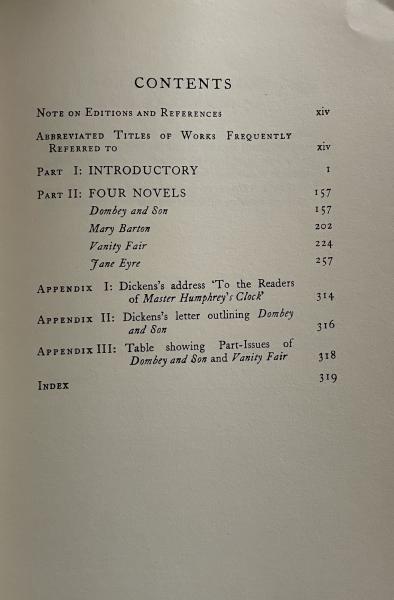 CONTENTS
Note on Editions and References xiv
Abbreviated Titles of Works Frequently
Referred to xiv
Part I: INTRODUCTORY 1
Part II: FOUR NOVELS 157
Dombey and Son 157
Mary Barton 202
Vanity Fair 224
Jane Eyre 257
Appendix I: Dickens's address 'To the Readers
of Master Humphrey's Clock' 314
Appendix II: Dickens's letter outlining Dombey
and Son 316
Appendix III: Table showing Part-Issues of
Dombey and Son and Vanity Fair 318
Index 319